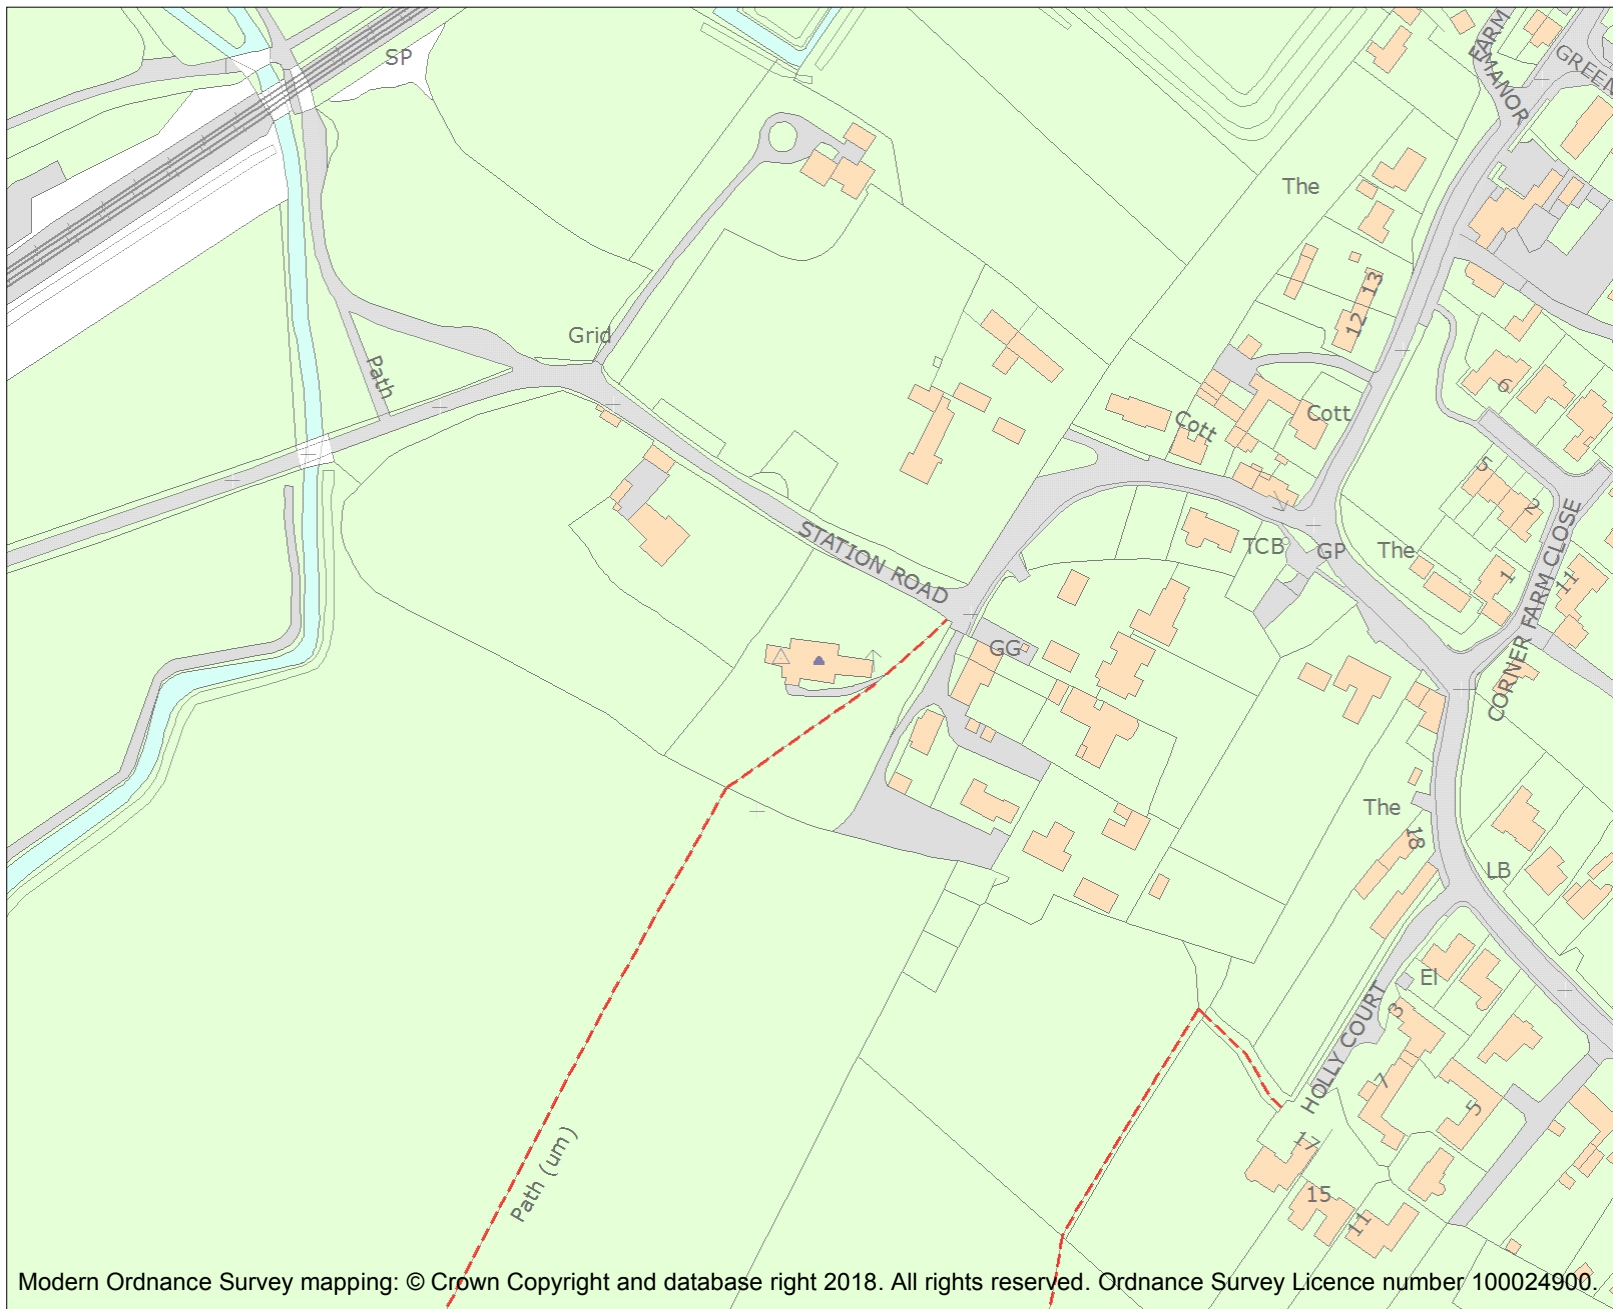 SP
FARM
EMANOR
GREEN
The
13
12
Grid
Path
6
Cott
Cott
5
2
STATION ROAD
TCB
GP
The
1
11
CORNER FARM CLOSE
GG
The
18
LB
El
3
HOLLY COURT
7
5
17
15
11
Path (um)
Modern Ordnance Survey mapping: © Crown Copyright and database right 2018. All rights reserved. Ordnance Survey Licence number 100024900.